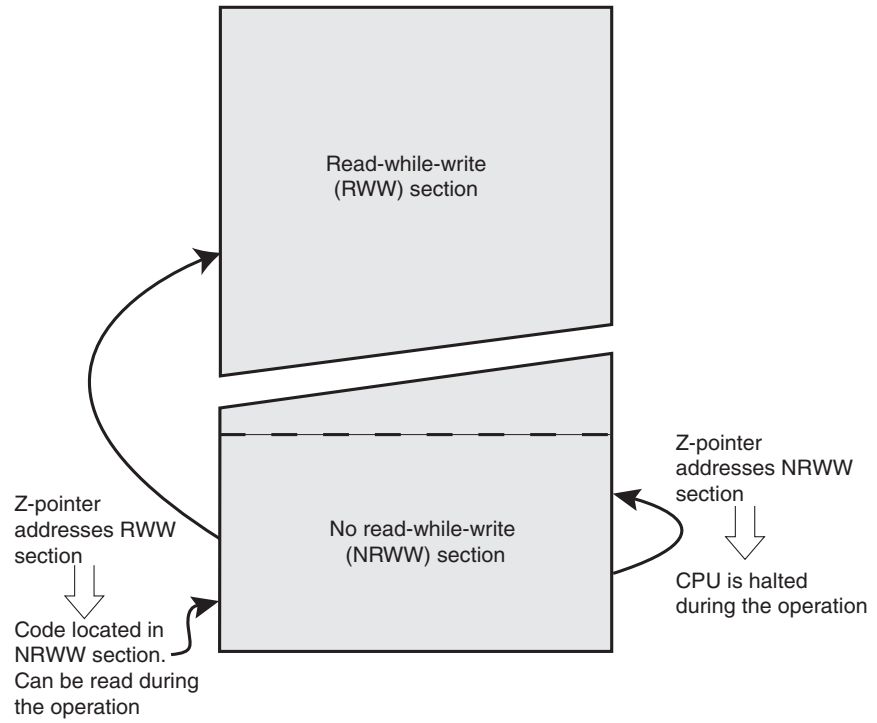 Read-while-write
(RWW) section
Z-pointer
addresses RWW
section
Code located in
NRWW section.
Can be read during
the operation
No read-while-write
(NRWW) section
Z-pointer
addresses NRWW
section
CPU is halted
during the operation